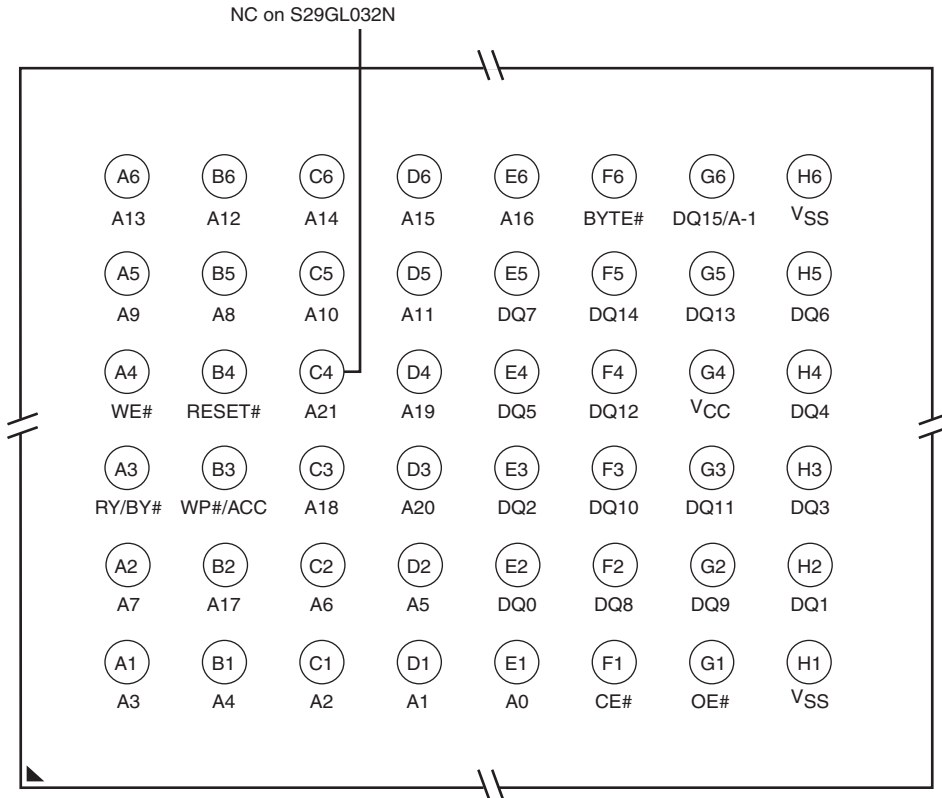 NC on S29GL032N
A6 B6 C6 D6 E6 F6 G6 H6
A13 A12 A14 A15 A16 BYTE# DQ15/A-1 VSS
A5 B5 C5 D5 E5 F5 G5 H5
A9 A8 A10 A11 DQ7 DQ14 DQ13 DQ6
A4 B4 C4 D4 E4 F4 G4 H4
WE# RESET# A21 A19 DQ5 DQ12 VCC DQ4
A3 B3 C3 D3 E3 F3 G3 H3
RY/BY# WP#/ACC A18 A20 DQ2 DQ10 DQ11 DQ3
A2 B2 C2 D2 E2 F2 G2 H2
A7 A17 A6 A5 DQ0 DQ8 DQ9 DQ1
A1 B1 C1 D1 E1 F1 G1 H1
A3 A4 A2 A1 A0 CE# OE# VSS